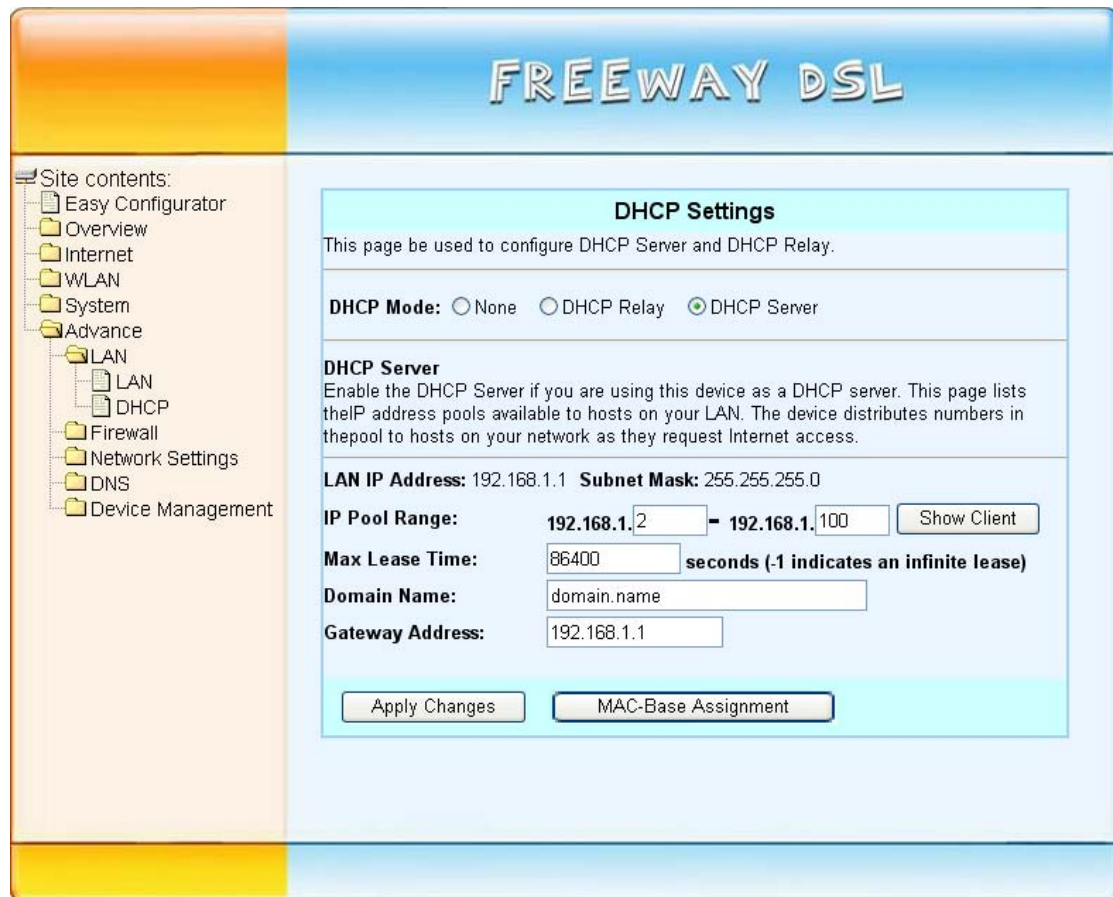 FREEWAY DSL
Site contents:
Easy Configurator
Overview
Internet
WLAN
System
Advance
LAN
LAN
DHCP
Firewall
Network Settings
DNS
Device Management
DHCP Settings
This page be used to configure DHCP Server and DHCP Relay.
DHCP Mode: None DHCP Relay DHCP Server
DHCP Server
Enable the DHCP Server if you are using this device as a DHCP server. This page lists
theIP address pools available to hosts on your LAN. The device distributes numbers in
thepool to hosts on your network as they request Internet access.
LAN IP Address: 192.168.1.1 Subnet Mask: 255.255.255.0
IP Pool Range: 192.168.1.2 - 192.168.1.100 Show Client
Max Lease Time: 86400 seconds (-1 indicates an infinite lease)
Domain Name: domain.name
Gateway Address: 192.168.1.1
Apply Changes MAC-Base Assignment